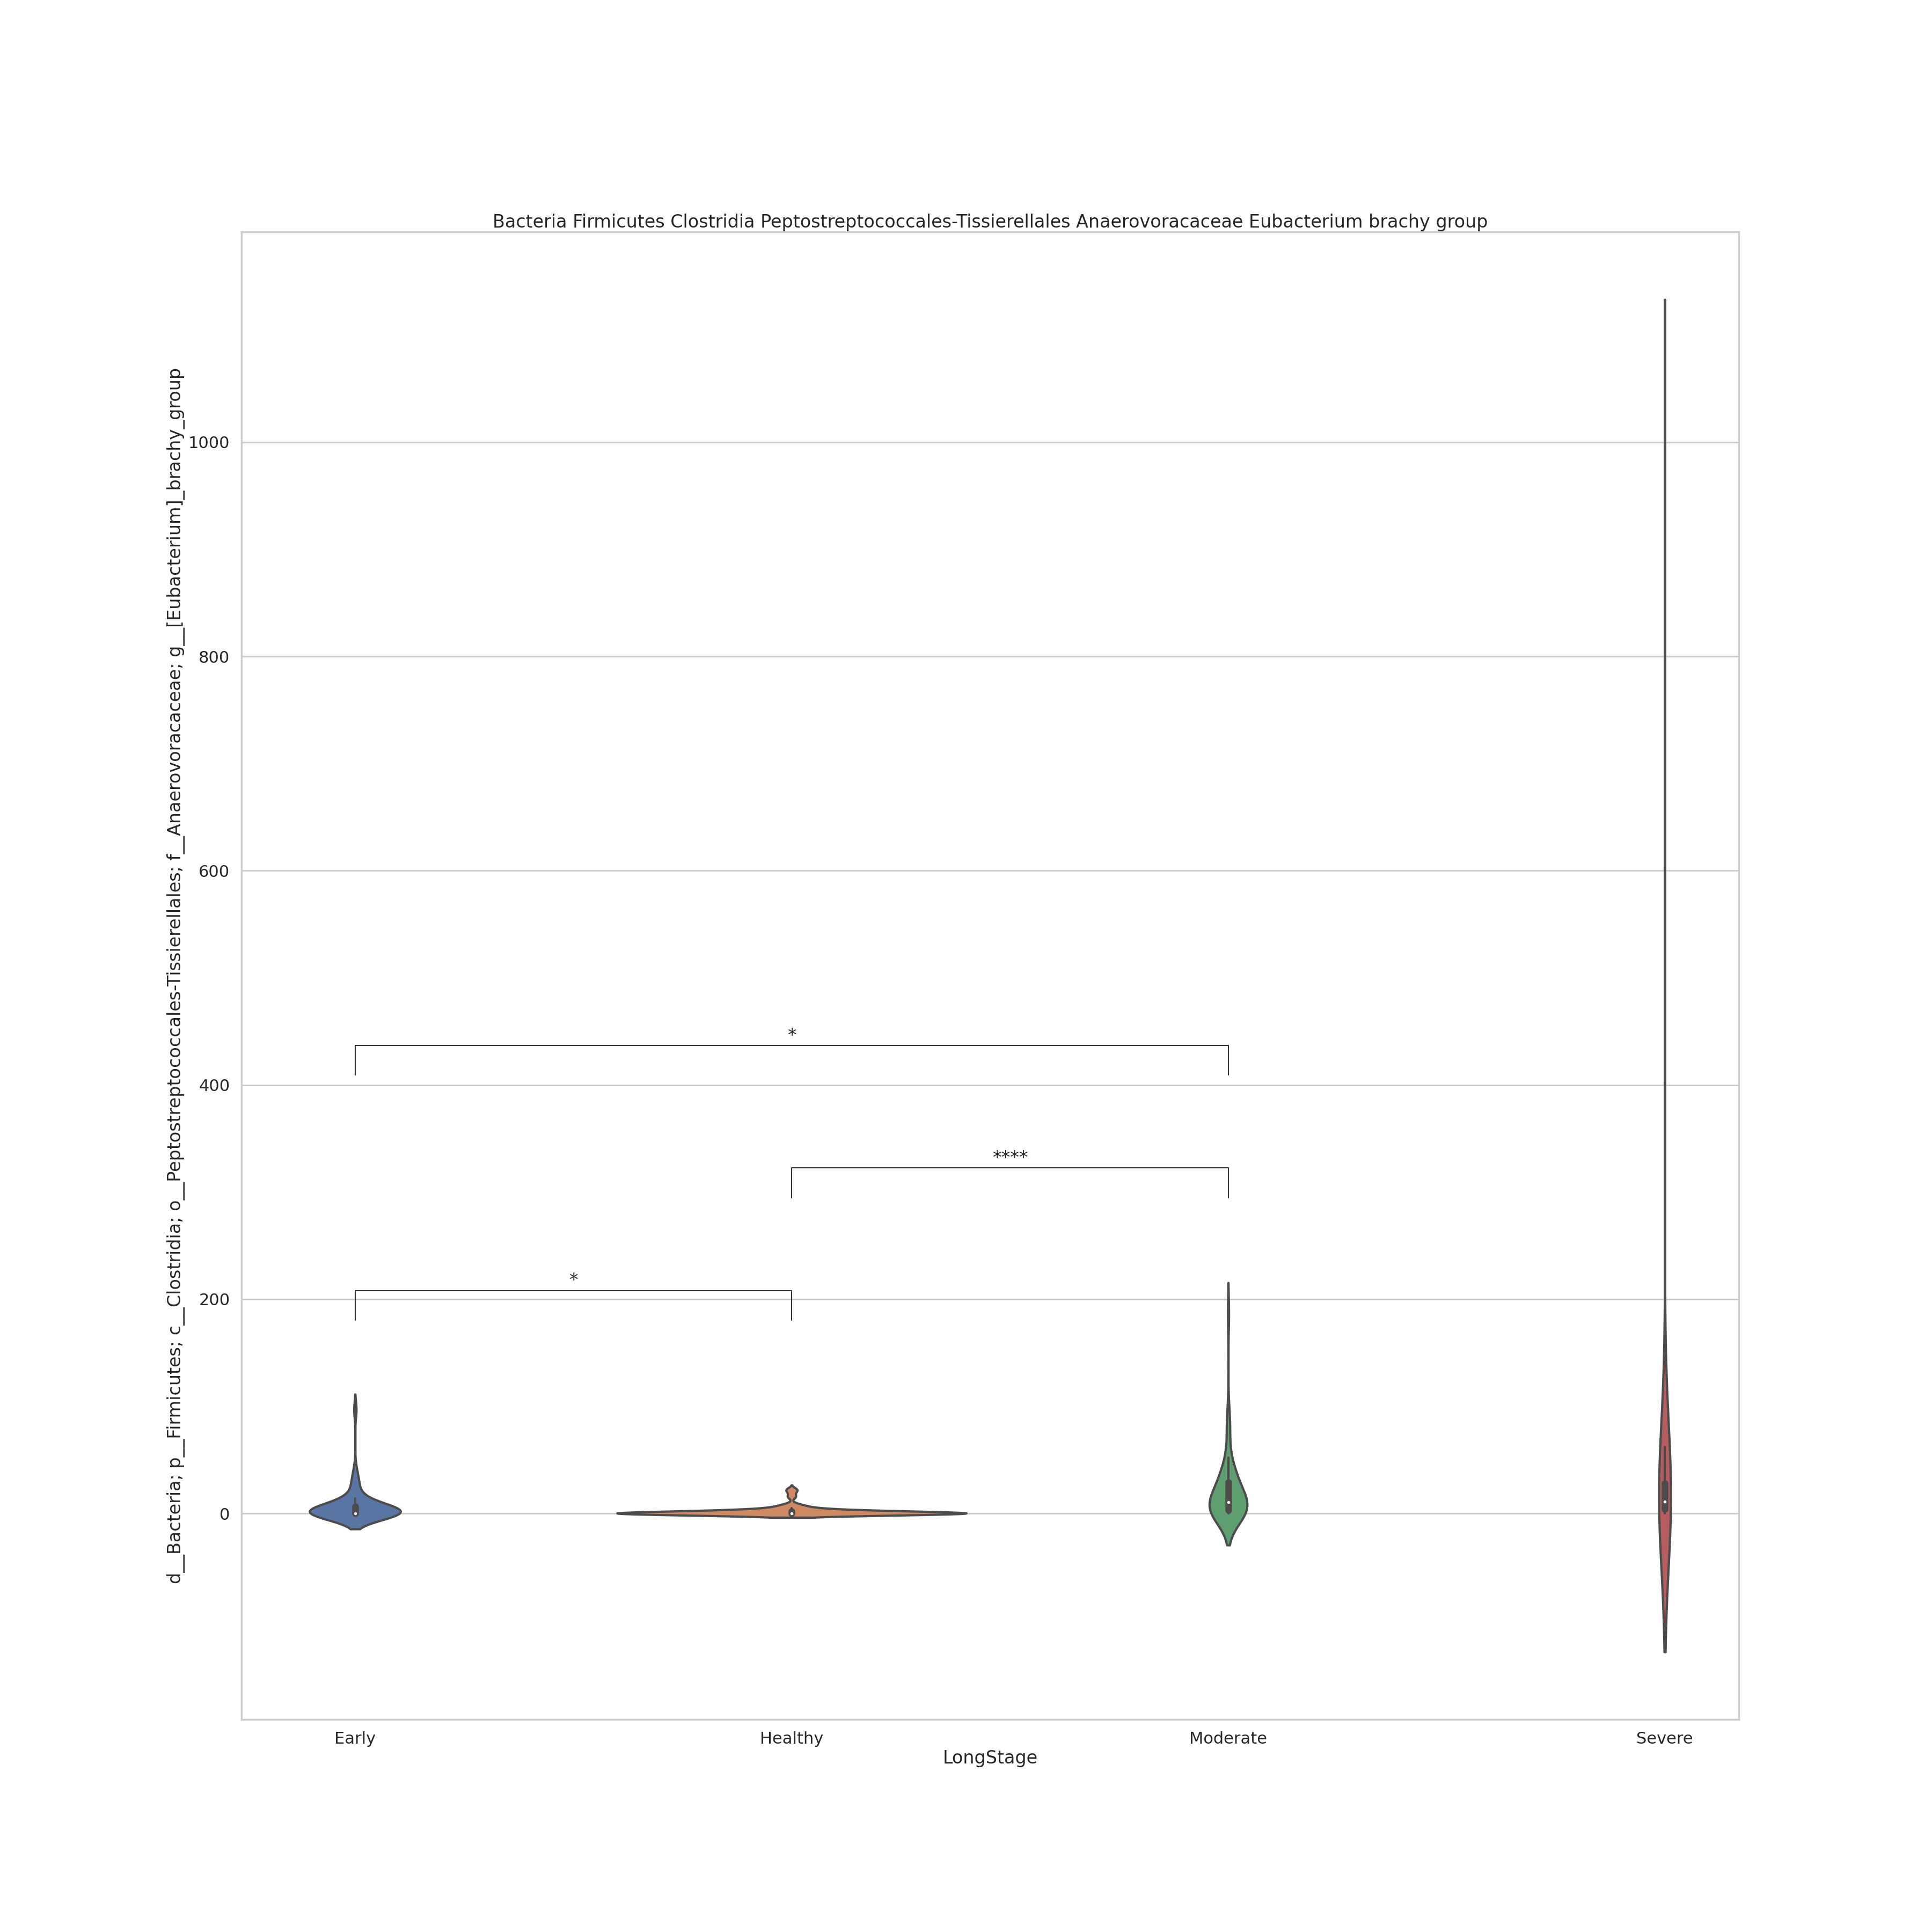 Bacteria Firmicutes Clostridia Peptostreptococcales-Tissierellales Anaerovoracaceae Eubacterium brachy group
d__Bacteria; p__Firmicutes; c__Clostridia; o__Peptostreptococcales-Tissierellales; f__Anaerovoracaceae; g__[Eubacterium]_brachy_group
1000
800
600
400
200
0
*
****
*
Early Healthy Moderate Severe
LongStage